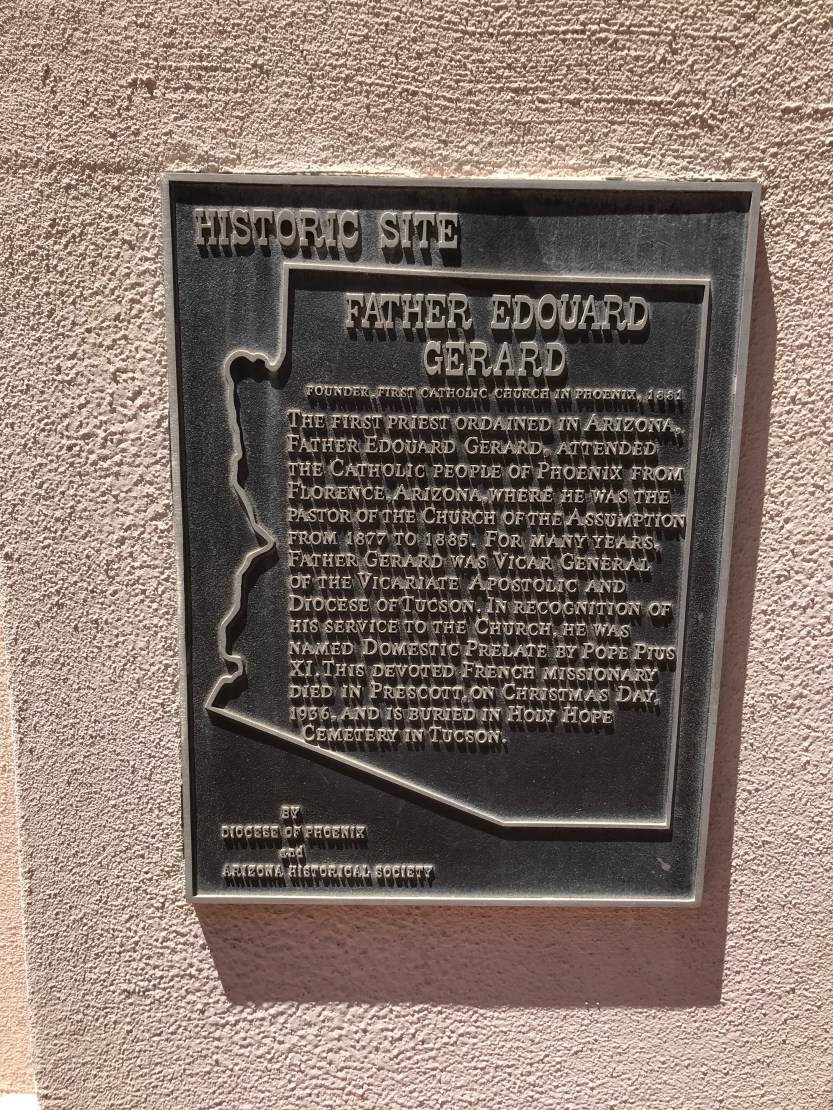 HISTORIC SITE
FATHER EDOUARD
GERARD
FOUNDER, FIRST CATHOLIC CHURCH IN PHOENIX, 1881
THE FIRST PRIEST ORDAINED IN ARIZONA,
FATHER EDOUARD GERARD, ATTENDED
THE CATHOLIC PEOPLE OF PHOENIX FROM
FLORENCE, ARIZONA, WHERE HE WAS THE
PASTOR OF THE CHURCH OF THE ASSUMPTION
FROM 1877 TO 1885. FOR MANY YEARS,
FATHER GERARD WAS VICAR GENERAL
OF THE VICARIATE APOSTOLIC AND
DIOCESE OF TUCSON. IN RECOGNITION OF
HIS SERVICE TO THE CHURCH, HE WAS
NAMED DOMESTIC PRELATE BY POPE PIUS
XI. THIS DEVOTED FRENCH MISSIONARY
DIED IN PRESCOTT, ON CHRISTMAS DAY,
1936, AND IS BURIED IN HOLY HOPE
CEMETERY IN TUCSON.
BY
DIOCESE OF PHOENIX
and
ARIZONA HISTORICAL SOCIETY